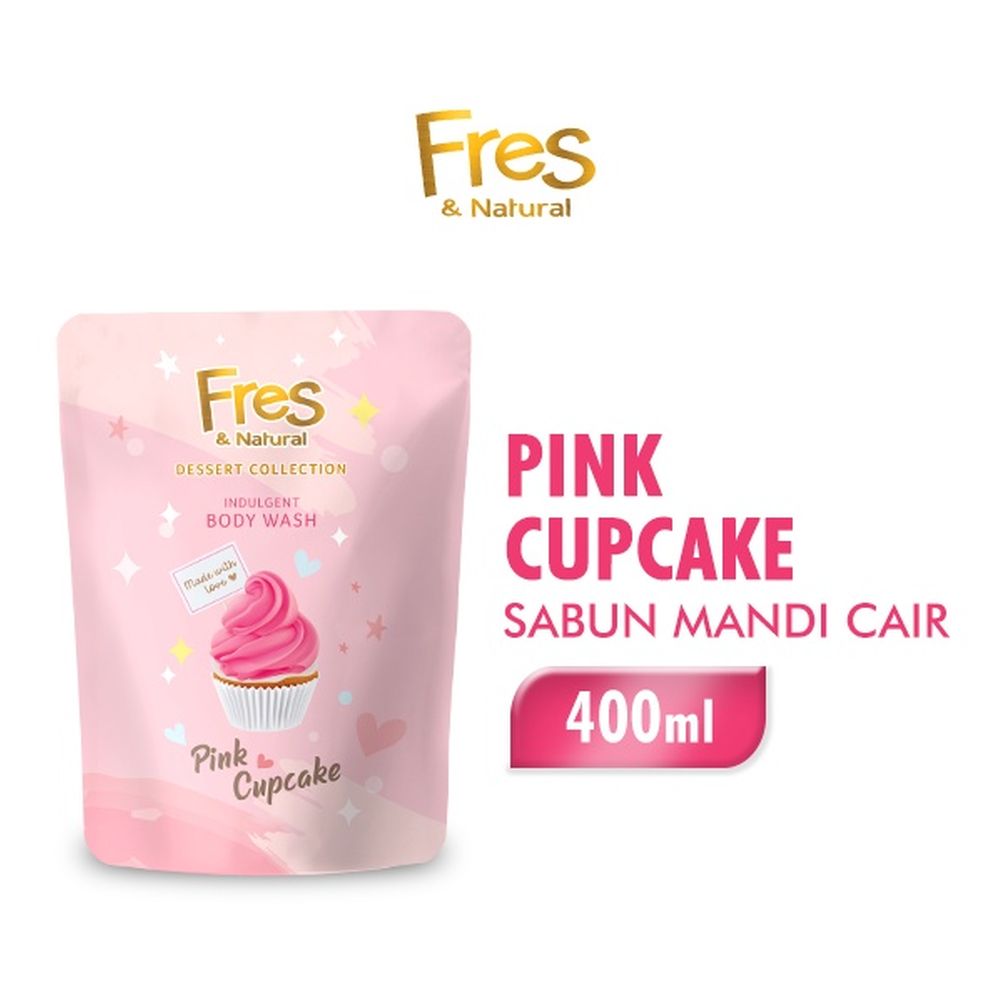 Fres
& Natural
Fres
& Natural
DESSERT COLLECTION
INDULGENT
BODY WASH
Made with
love
Pink
Cupcake
PINK
CUPCAKE
SABUN MANDI CAIR
400ml